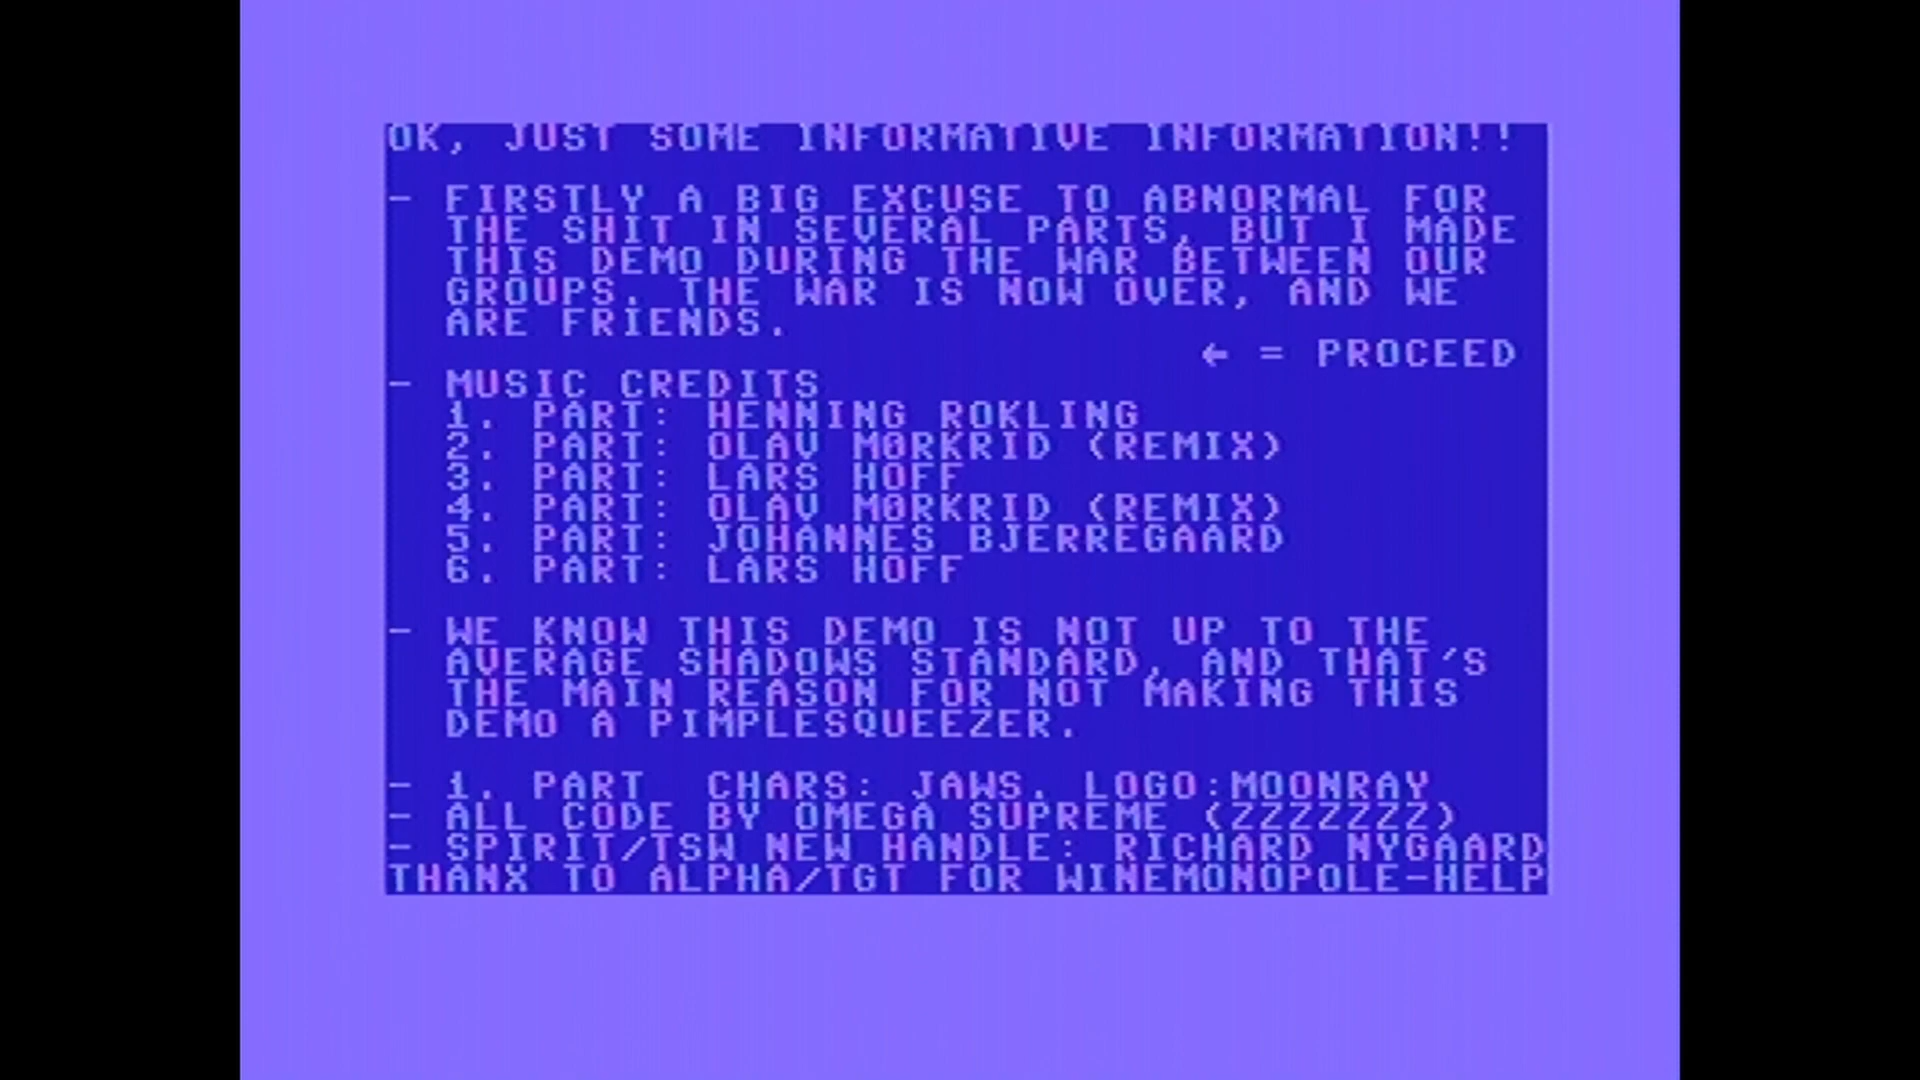 OK, JUST SOME INFORMATIVE INFORMATION!!
- FIRSTLY A BIG EXCUSE TO ABNORMAL FOR
THE SHIT IN SEVERAL PARTS, BUT I MADE
THIS DEMO DURING THE WAR BETWEEN OUR
GROUPS. THE WAR IS NOW OVER, AND WE
ARE FRIENDS.
← = PROCEED
- MUSIC CREDITS
1. PART: HENNING ROKLING
2. PART: OLAV M0RKRID (REMIX)
3. PART: LARS HOFF
4. PART: OLAV M0RKRID (REMIX)
5. PART: JOHANNES BJERREGAARD
6. PART: LARS HOFF
- WE KNOW THIS DEMO IS NOT UP TO THE
AVERAGE SHADOWS STANDARD, AND THAT'S
THE MAIN REASON FOR NOT MAKING THIS
DEMO A PIMPLESQUEEZER.
- 1. PART CHARS: JAWS. LOGO:MOONRAY
- ALL CODE BY OMEGA SUPREME (ZZZZZZZ)
- SPIRIT/TSW NEW HANDLE: RICHARD NYGAARD
THANX TO ALPHA/TGT FOR WINEMONOPOLE-HELP